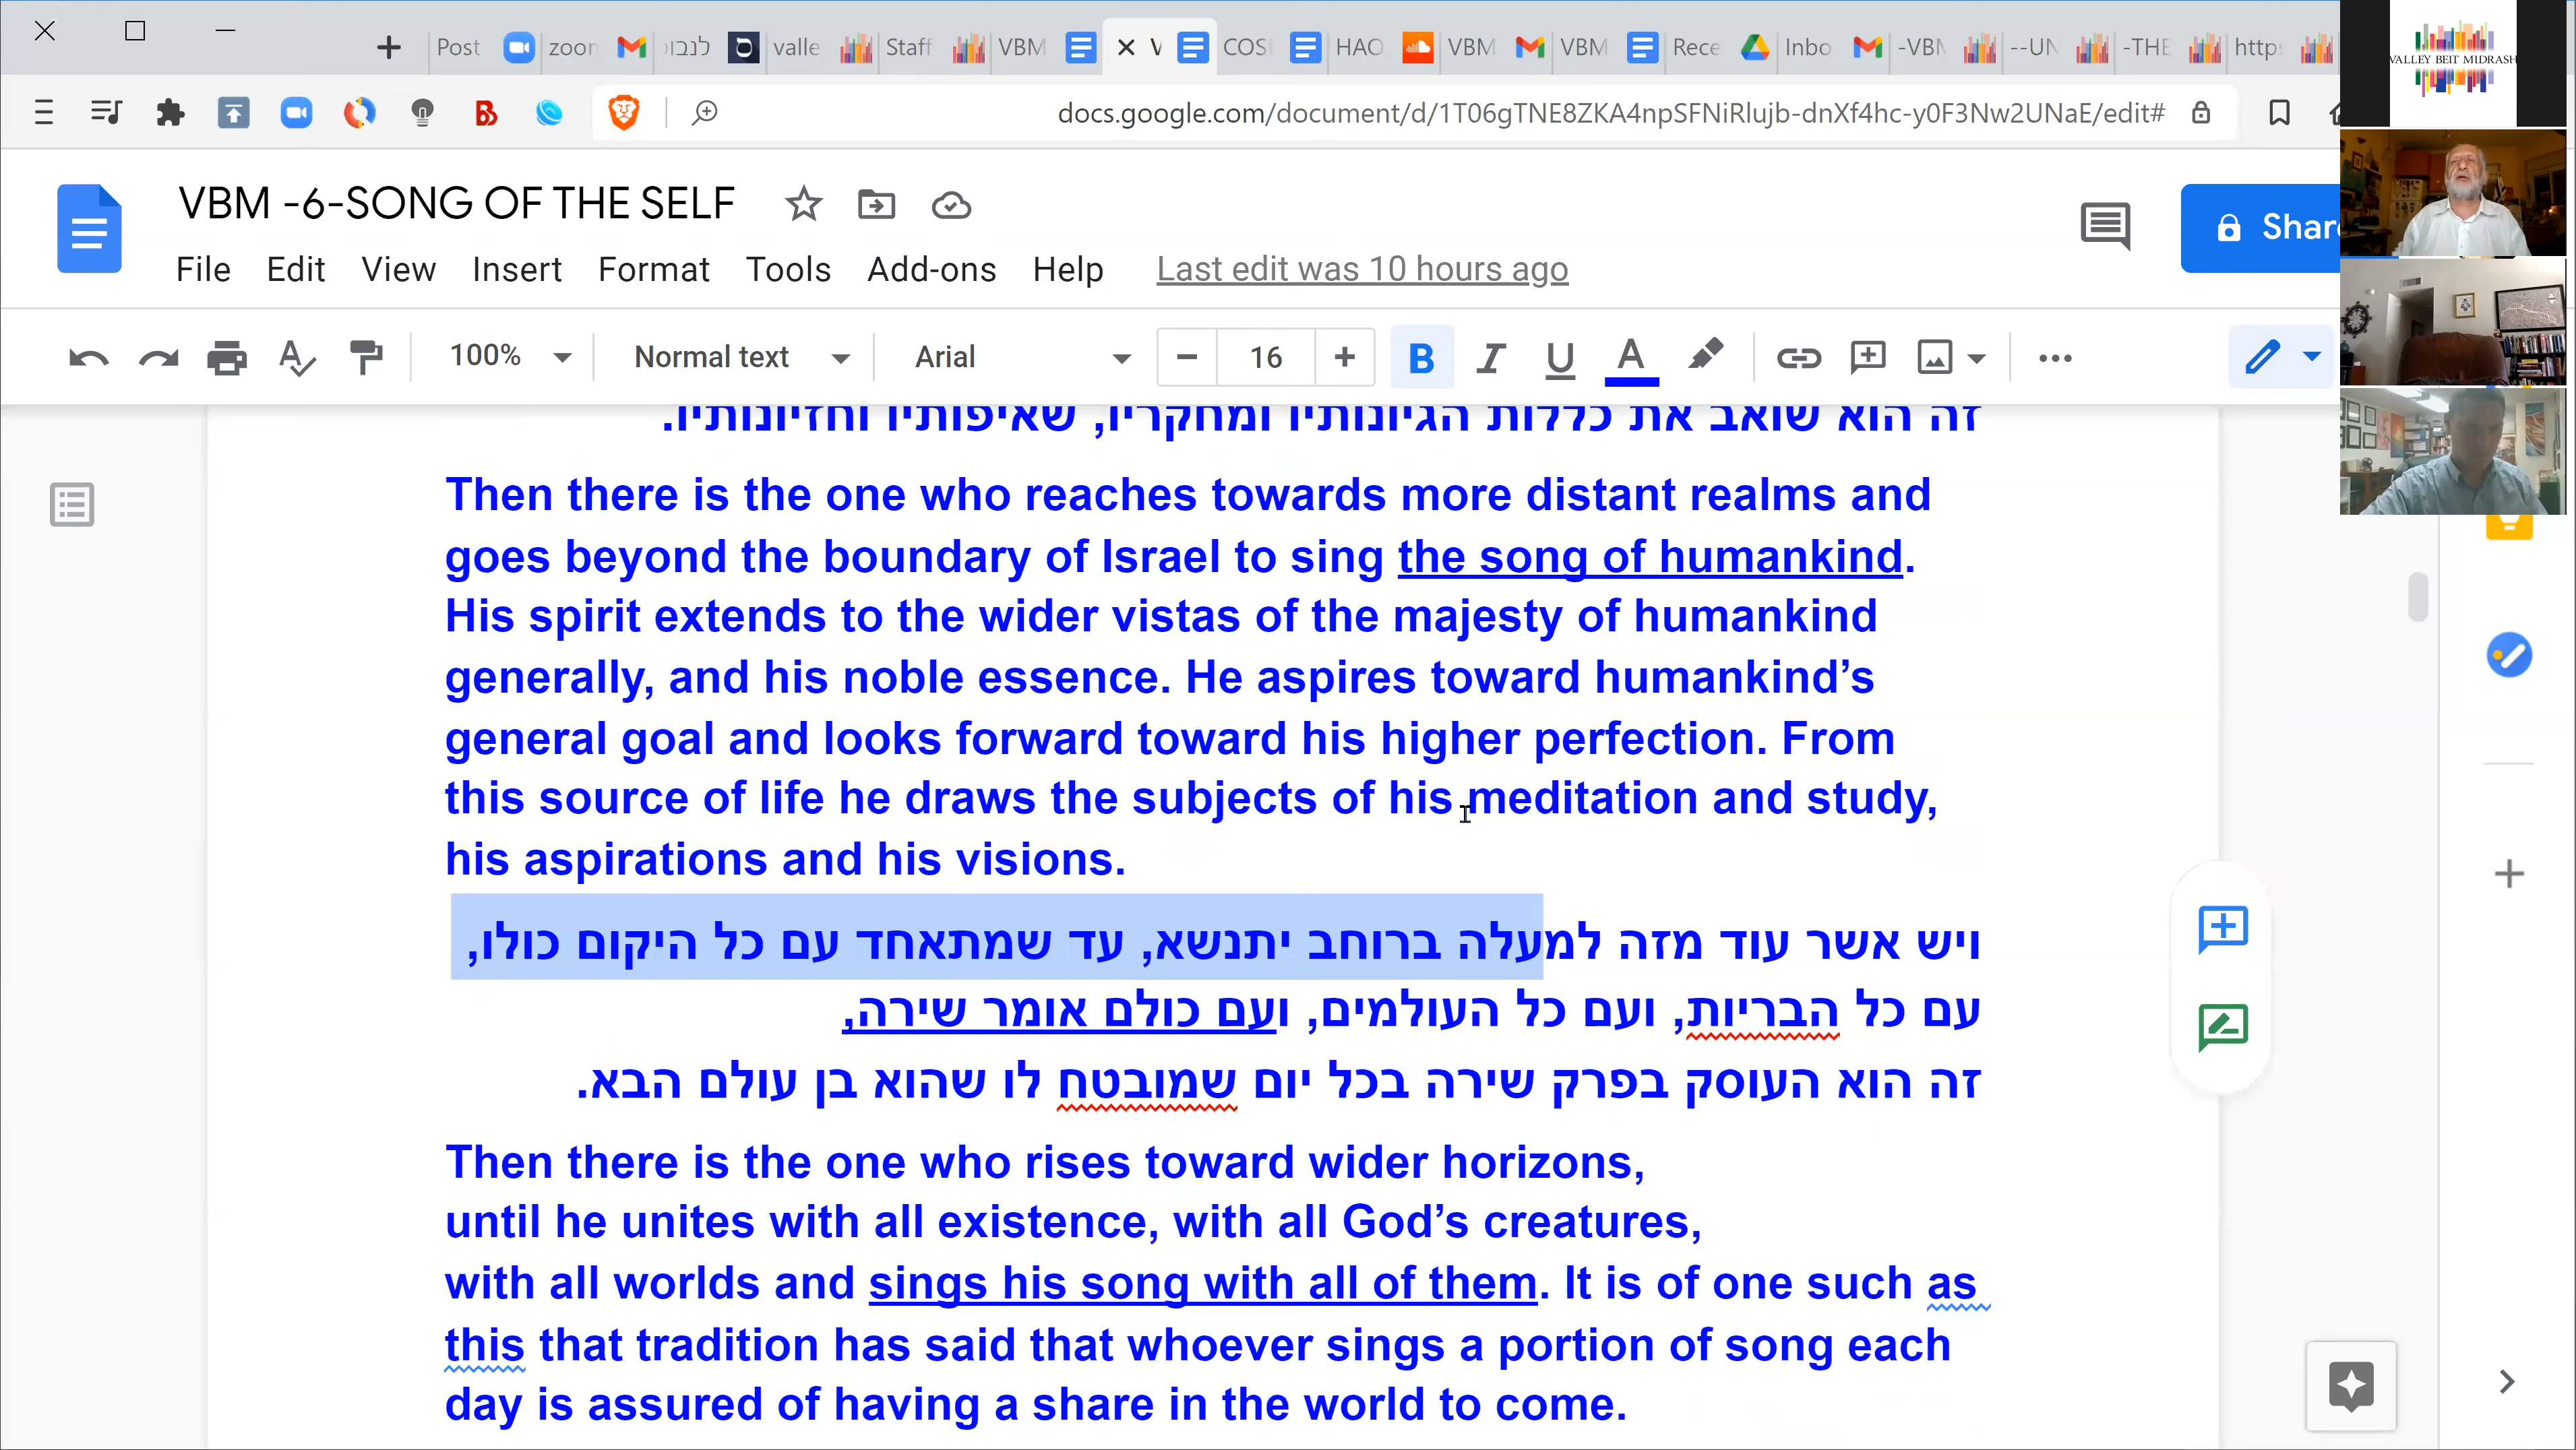 Post
zoor
לנבו
valle
Staff
VBM
V
COS
HAO
VBM
VBM
Rece
Inbo
-VBM
--UN
-THE
http
docs.google.com/document/d/1T06gTNE8ZKA4npSFNiRlujb-dnXf4hc-y0F3Nw2UNaE/edit#
VALLEY BEIT MIDRASH
VBM -6-SONG OF THE SELF
File Edit View Insert Format Tools Add-ons Help Last edit was 10 hours ago
Share
100% Normal text Arial 16 B I U A
זה הוא שואב את כללות הגיונותיו ומחקריו, שאיפותיו וחזיונותיו.
Then there is the one who reaches towards more distant realms and
goes beyond the boundary of Israel to sing the song of humankind.
His spirit extends to the wider vistas of the majesty of humankind
generally, and his noble essence. He aspires toward humankind’s
general goal and looks forward toward his higher perfection. From
this source of life he draws the subjects of his meditation and study,
his aspirations and his visions.
ויש אשר עוד מזה למעלה ברוחב יתנשא, עד שמתאחד עם כל היקום כולו,
עם כל הבריות, ועם כל העולמים, ועם כולם אומר שירה,
זה הוא העוסק בפרק שירה בכל יום שמובטח לו שהוא בן עולם הבא.
Then there is the one who rises toward wider horizons,
until he unites with all existence, with all God’s creatures,
with all worlds and sings his song with all of them. It is of one such as
this that tradition has said that whoever sings a portion of song each
day is assured of having a share in the world to come.